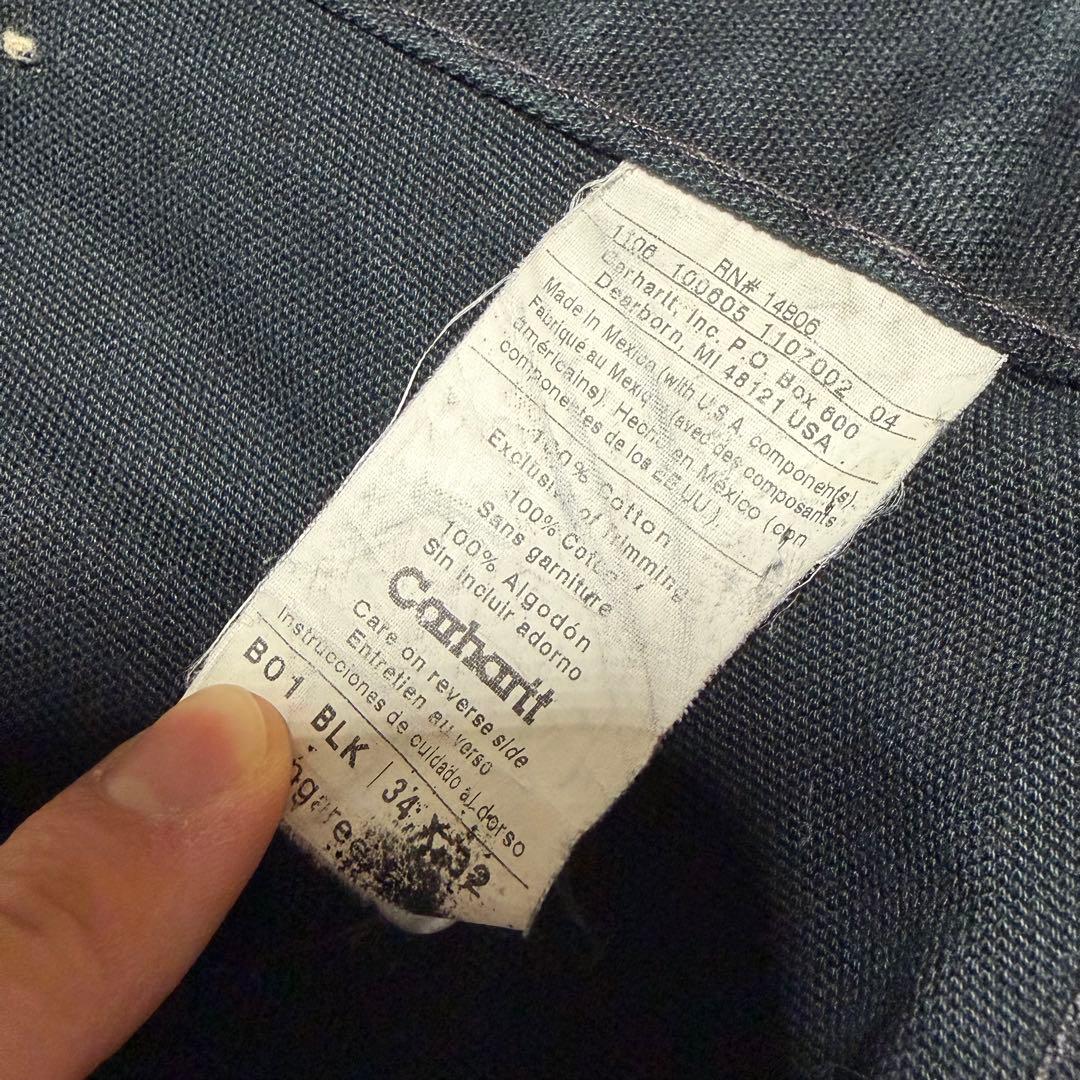 RN# 14806
1106 100605 1107002 04
Carhartt, Inc. P.O. Box 600
Dearborn, MI 48121 USA
Made in Mexico (with U.S.A. component(s).
Fabriqué au Mexique (avec des composants
américains). Hecho en México (con
componentes de los EE UU).
100% Cotton
Exclusive of Trimming
100% Coton
Sans garniture
100% Algodón
Sin incluir adorno
Carhartt
Care on reverse side
Entretien au verso
Instrucciones de cuidado al dorso
B01 BLK 34 X 32